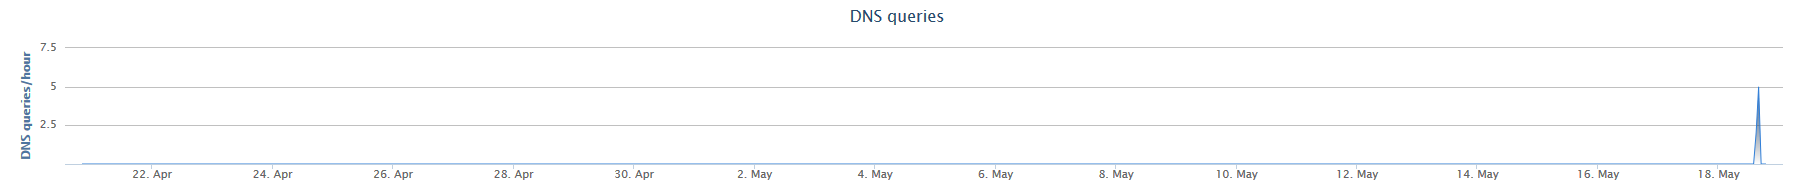 DNS queries
DNS queries/hour
7.5
5
2.5
22. Apr
24. Apr
26. Apr
28. Apr
30. Apr
2. May
4. May
6. May
8. May
10. May
12. May
14. May
16. May
18. May